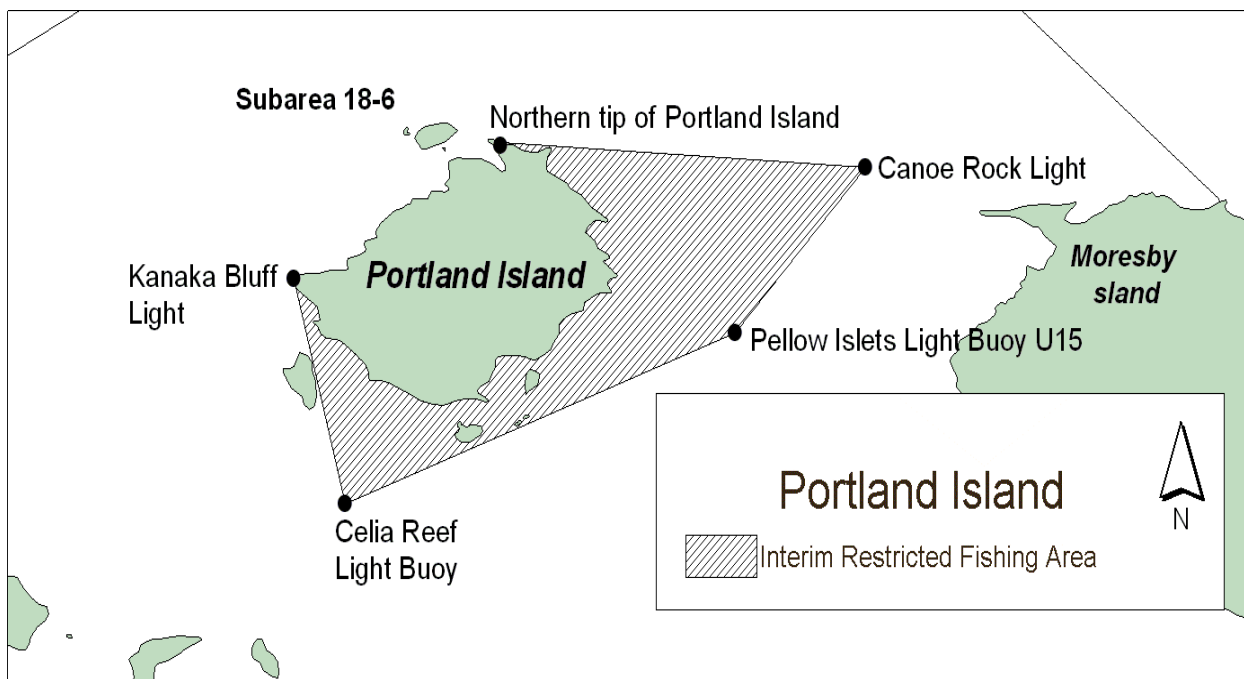 Subarea 18-6
Northern tip of Portland Island
Canoe Rock Light
Kanaka Bluff
Light
Portland Island
Moresby
sland
Pellow Islets Light Buoy U15
Celia Reef
Light Buoy
Portland Island
N
Interim Restricted Fishing Area